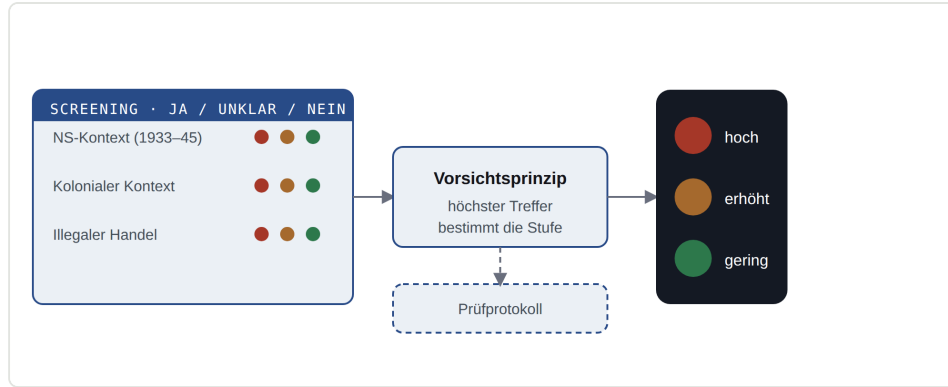 SCREENING · JA / UNKLAR / NEIN
NS-Kontext (1933–45)
Kolonialer Kontext
Illegaler Handel
Vorsichtsprinzip
höchster Treffer
bestimmt die Stufe
Prüfprotokoll
hoch
erhöht
gering